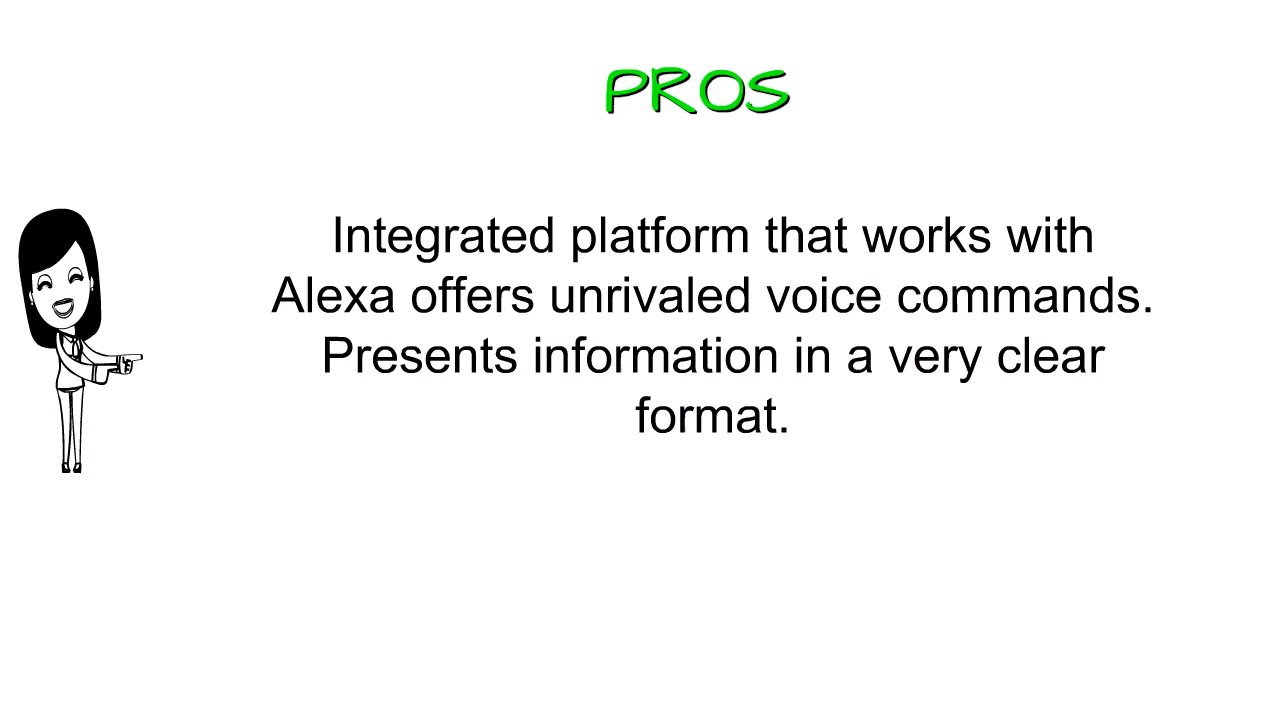 PROS
Integrated platform that works with
Alexa offers unrivaled voice commands.
Presents information in a very clear
format.